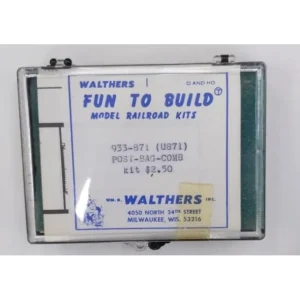 WALTHERS
O AND HO
FUN TO BUILD
MODEL RAILROAD KITS
933-871 (U871)
POST-BAG-COMB
kit $2.50
WM. K. WALTHERS INC.
4050 NORTH 34TH STREET
MILWAUKEE, WIS. 53216